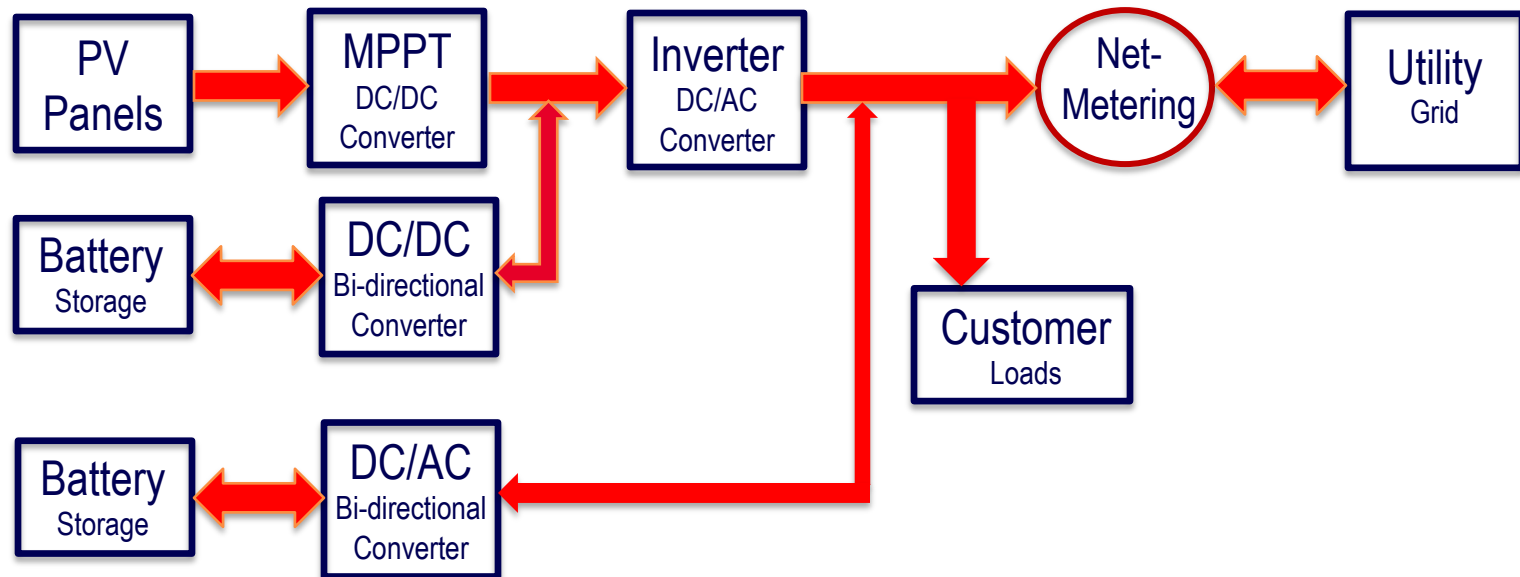 PV
Panels
MPPT
DC/DC
Converter
Inverter
DC/AC
Converter
Net-
Metering
Utility
Grid
Battery
Storage
DC/DC
Bi-directional
Converter
Customer
Loads
Battery
Storage
DC/AC
Bi-directional
Converter